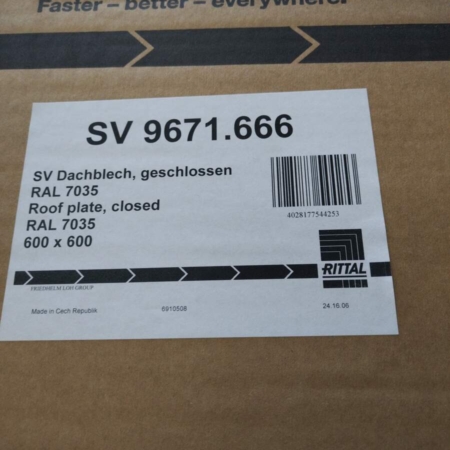 Faster – better – everywhere.
SV 9671.666
SV Dachblech, geschlossen
RAL 7035
Roof plate, closed
RAL 7035
600 x 600
4028177544253
RITTAL
FRIEDHELM LOH GROUP
Made in Cech Republik
6910508
24.16.06